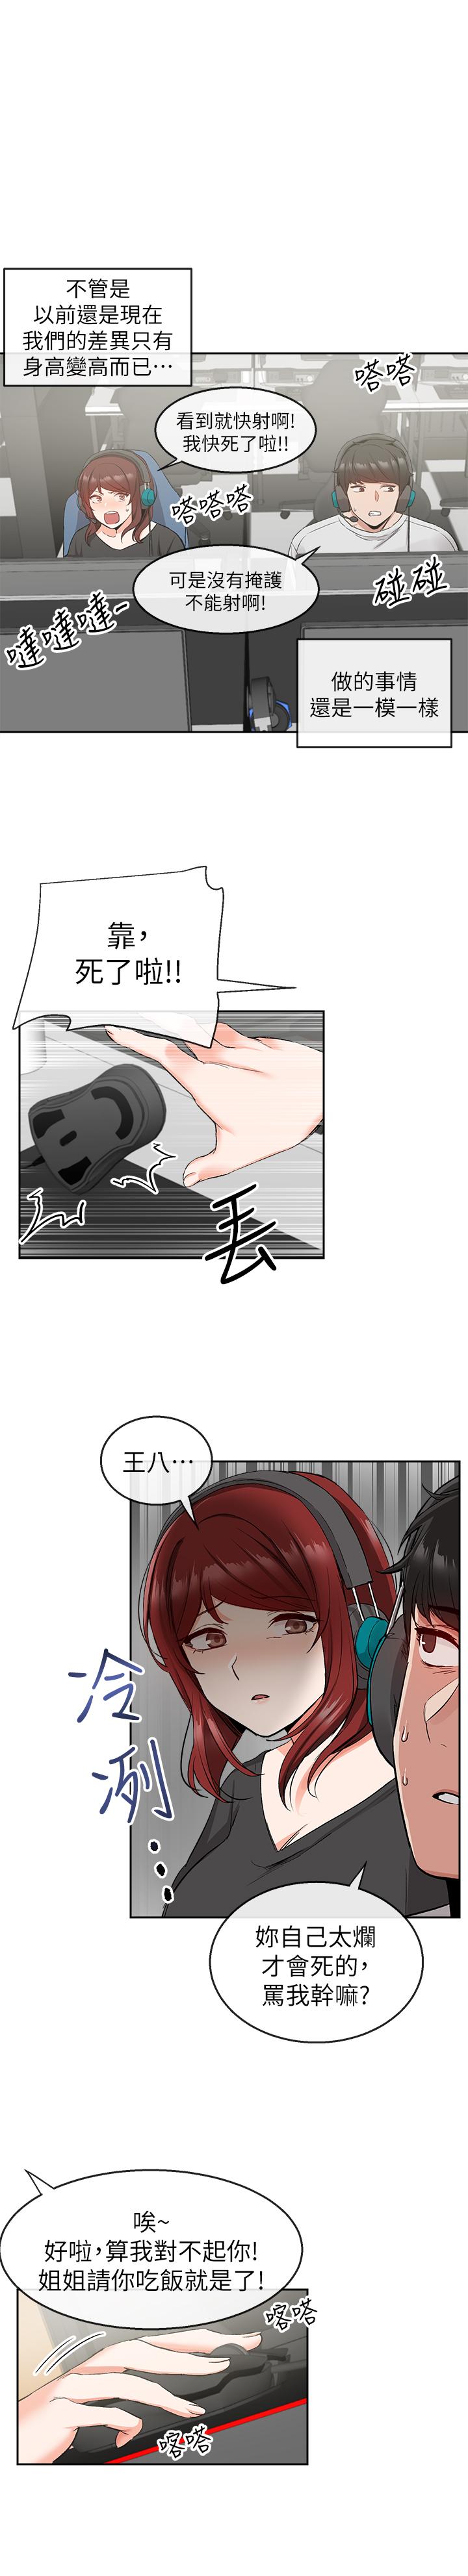 不管是
以前還是現在
我們的差異只有
身高變高而已…
嗒嗒
看到就快射啊!
我快死了啦!!
嗒嗒嗒
可是沒有掩護
不能射啊!
碰碰
噠噠噠~
做的事情
還是一模一樣
靠,
死了啦!!
丟
王八…
冷
冽
…
妳自己太爛
才會死的,
罵我幹嘛?
唉~
好啦,算我對不起你!
姐姐請你吃飯就是了!
喀嗒
喀嗒